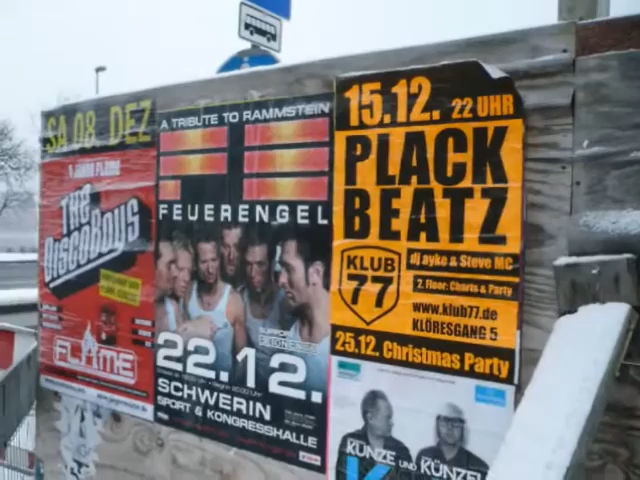 SA 08. DEZ
THE
DISCOBOYS
FLAME
A TRIBUTE TO RAMMSTEIN
FEUERENGEL
22.12.
SCHWERIN
SPORT & KONGRESSHALLE
15.12. 22 UHR
PLACK
BEATZ
dj ayke & Steve MC
KLUB
77
2. Floor: Charts & Party
www.klub77.de
KLÖRESGANG 5
25.12. Christmas Party
KUNZE UND KÜNZEL